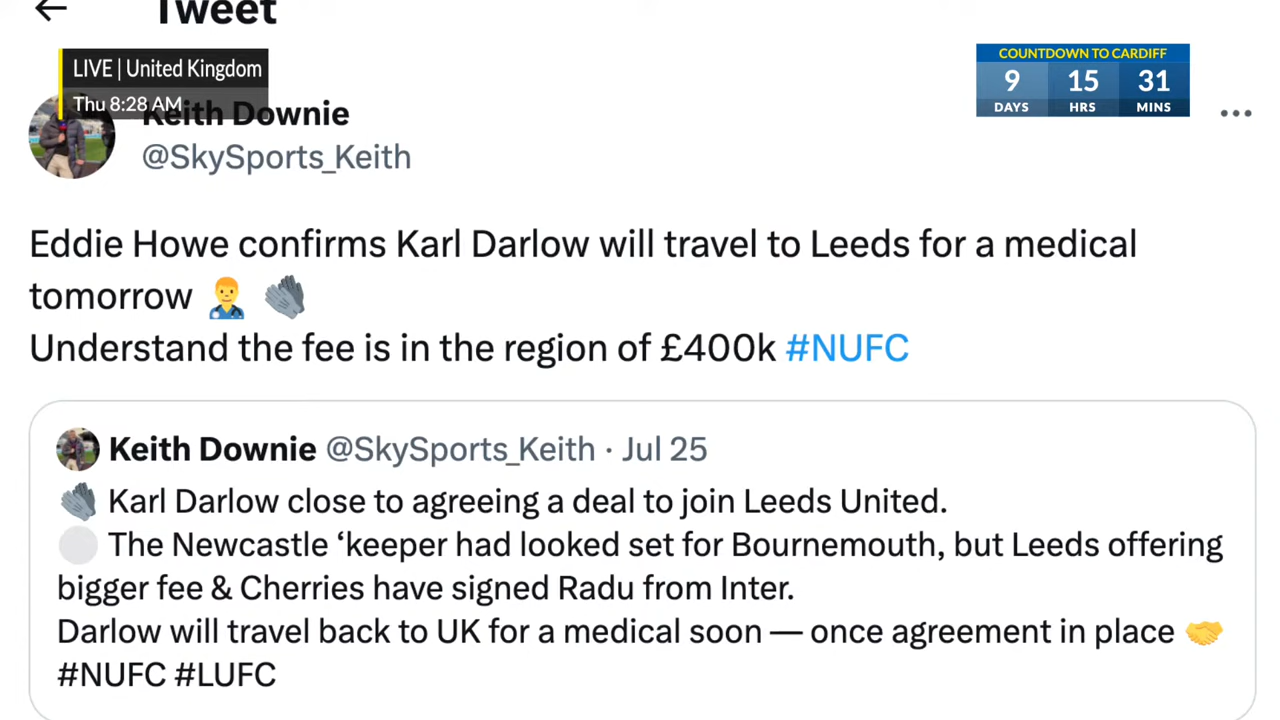 Tweet
LIVE | United Kingdom
Thu 8:28 AM
COUNTDOWN TO CARDIFF
9 15 31
DAYS HRS MINS
Keith Downie
@SkySports_Keith
Eddie Howe confirms Karl Darlow will travel to Leeds for a medical
tomorrow 👨‍⚕️ 🧤
Understand the fee is in the region of £400k #NUFC
Keith Downie @SkySports_Keith · Jul 25
🧤 Karl Darlow close to agreeing a deal to join Leeds United.
⚪ The Newcastle ‘keeper had looked set for Bournemouth, but Leeds offering
bigger fee & Cherries have signed Radu from Inter.
Darlow will travel back to UK for a medical soon — once agreement in place 🤝
#NUFC #LUFC